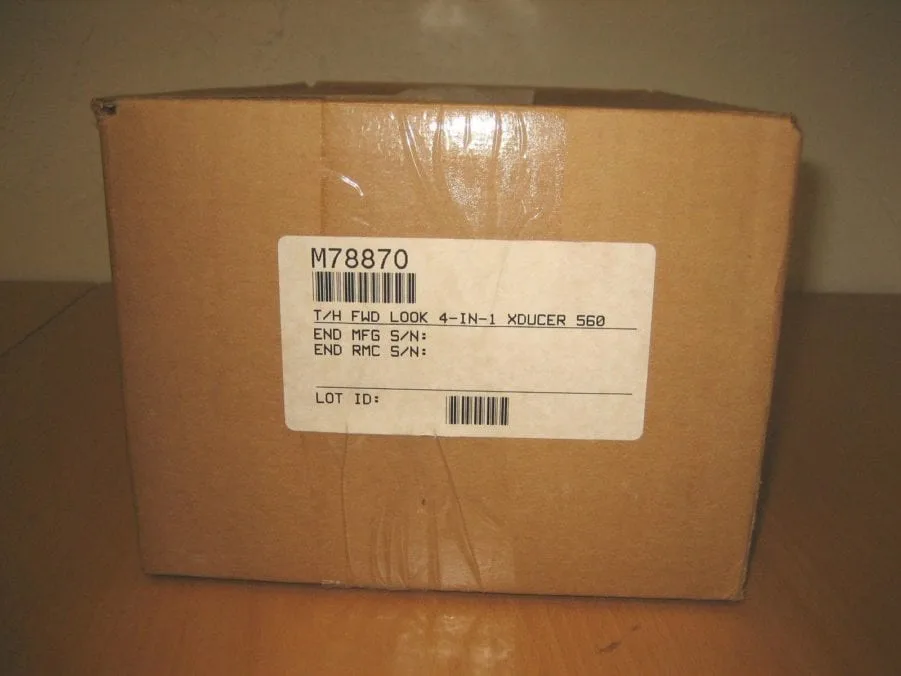 M78870
T/H FWD LOOK 4-IN-1 XDUCER 560
END MFG S/N:
END RMC S/N:
LOT ID: